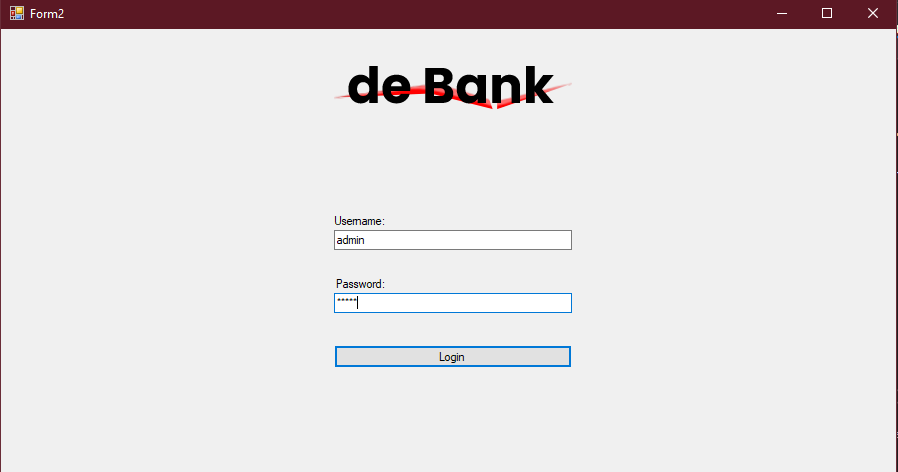 Form2
de Bank
Username:
admin
Password:
*****
Login